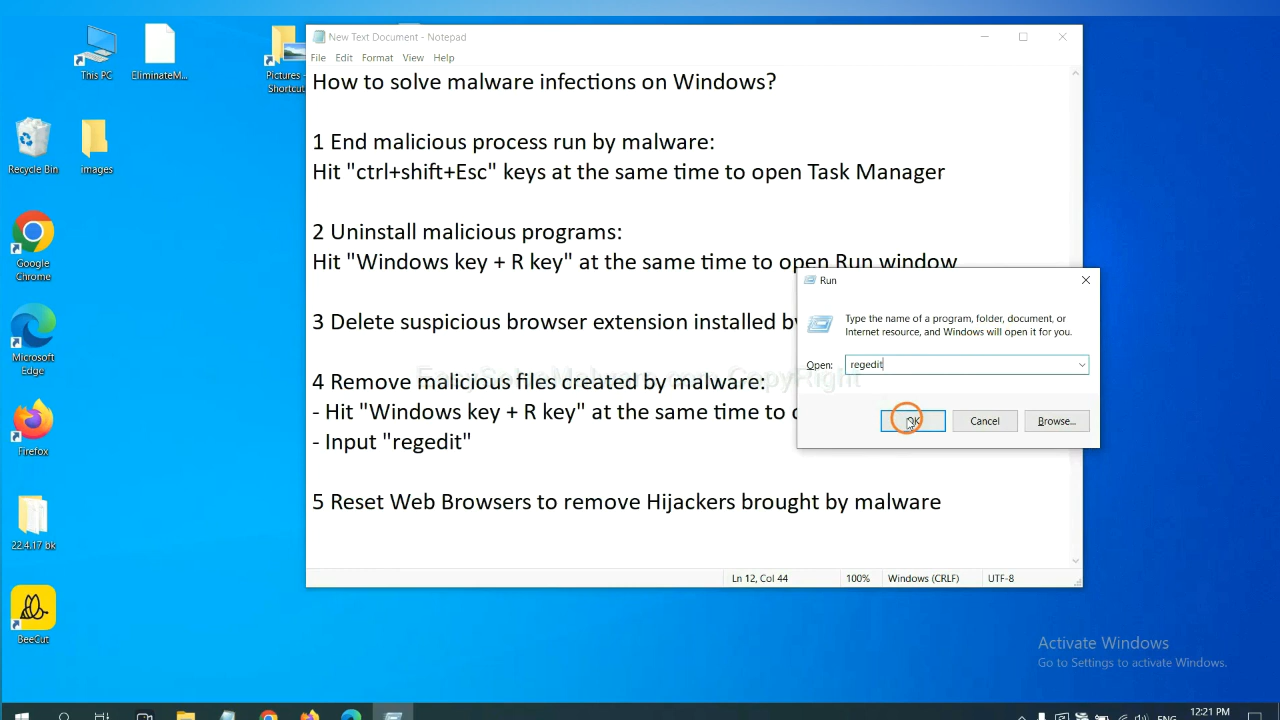 This PC
EliminateM...
Pictures -
Shortcut
Recycle Bin
images
Google
Chrome
Microsoft
Edge
Firefox
22.4.17 bk
BeeCut
New Text Document - Notepad
File Edit Format View Help
How to solve malware infections on Windows?
1 End malicious process run by malware:
Hit "ctrl+shift+Esc" keys at the same time to open Task Manager
2 Uninstall malicious programs:
Hit "Windows key + R key" at the same time to open Run window
3 Delete suspicious browser extension installed by
4 Remove malicious files created by malware:
- Hit "Windows key + R key" at the same time to
- Input "regedit"
5 Reset Web Browsers to remove Hijackers brought by malware
Ln 12, Col 44 100% Windows (CRLF) UTF-8
Run
Type the name of a program, folder, document, or
Internet resource, and Windows will open it for you.
Open: regedit
OK Cancel Browse...
Activate Windows
Go to Settings to activate Windows.
ENG 12:21 PM